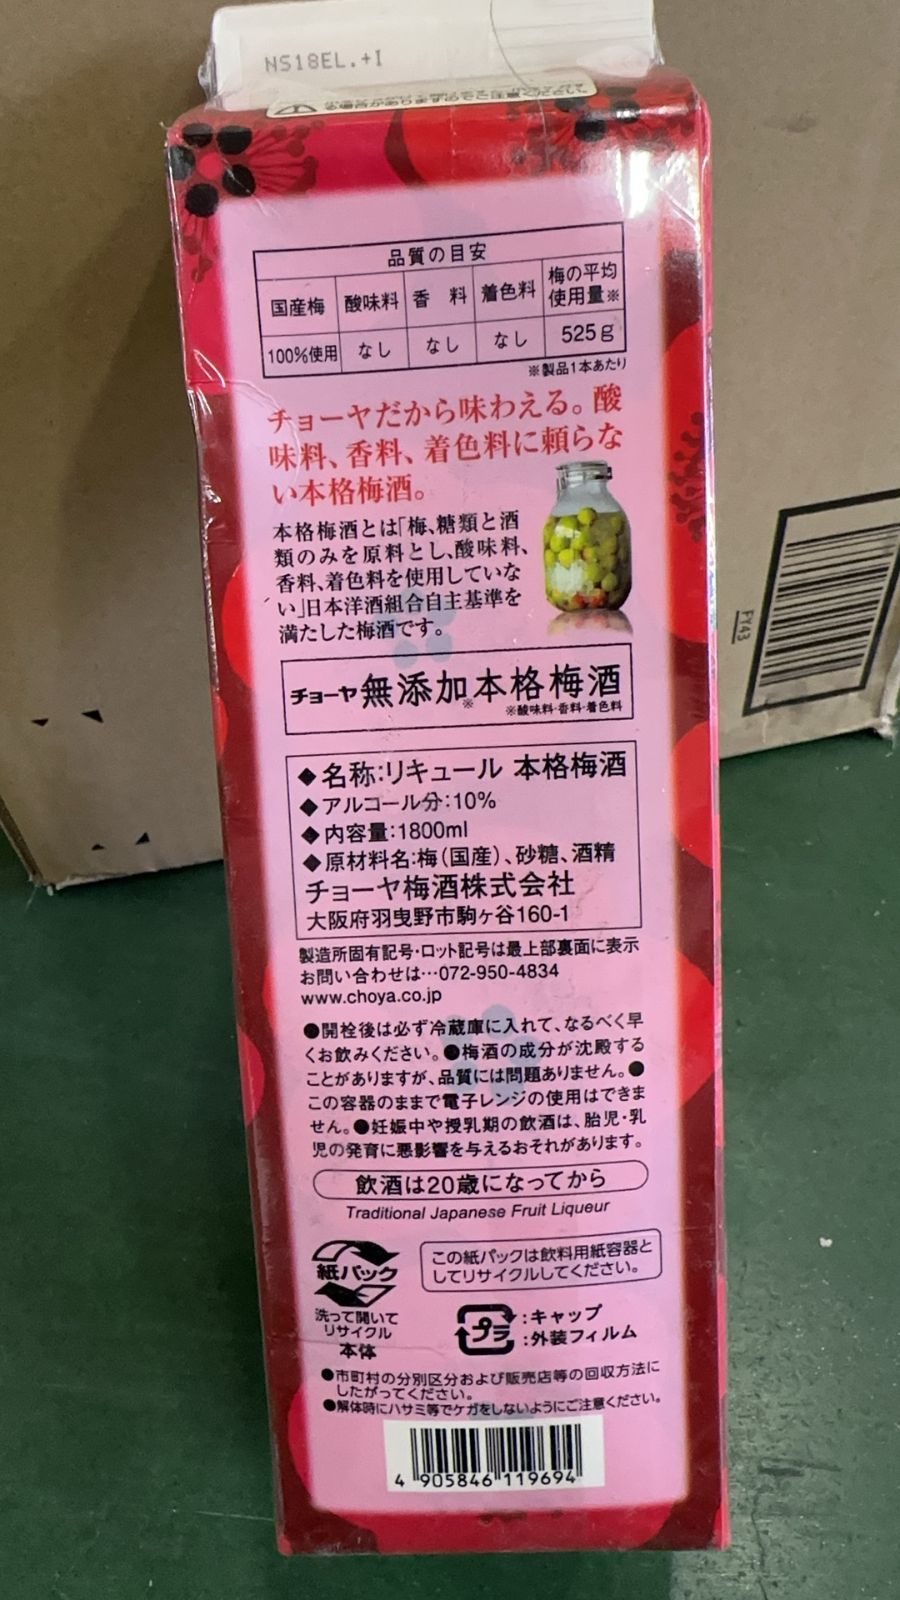 NS18EL.+I
る場合がありますのでご注意ください。
品質の目安
国産梅 酸味料 香料 着色料 梅の平均使用量※
100%使用 なし なし なし 525g
※製品1本あたり
チョーヤだから味わえる。酸
味料、香料、着色料に頼らな
い本格梅酒。
本格梅酒とは「梅、糖類と酒
類のみを原料とし、酸味料、
香料、着色料を使用していな
い」日本洋酒組合自主基準を
満たした梅酒です。
チョーヤ無添加※本格梅酒
※酸味料・香料・着色料
◆名称:リキュール 本格梅酒
◆アルコール分:10%
◆内容量:1800ml
◆原材料名:梅(国産)、砂糖、酒精
チョーヤ梅酒株式会社
大阪府羽曳野市駒ヶ谷160-1
製造所固有記号・ロット記号は最上部裏面に表示
お問い合わせは…072-950-4834
www.choya.co.jp
●開栓後は必ず冷蔵庫に入れて、なるべく早
くお飲みください。●梅酒の成分が沈殿する
ことがありますが、品質には問題ありません。●
この容器のままで電子レンジの使用はできま
せん。●妊娠中や授乳期の飲酒は、胎児・乳
児の発育に悪影響を与えるおそれがあります。
飲酒は20歳になってから
Traditional Japanese Fruit Liqueur
紙パック
洗って開いて
リサイクル
本体
この紙パックは飲料用紙容器と
してリサイクルしてください。
プラ
:キャップ
:外装フィルム
●市町村の分別区分および販売店等の回収方法に
したがってください。
●解体時にハサミ等でケガをしないようにご注意ください。
4 905846 119694
FY43